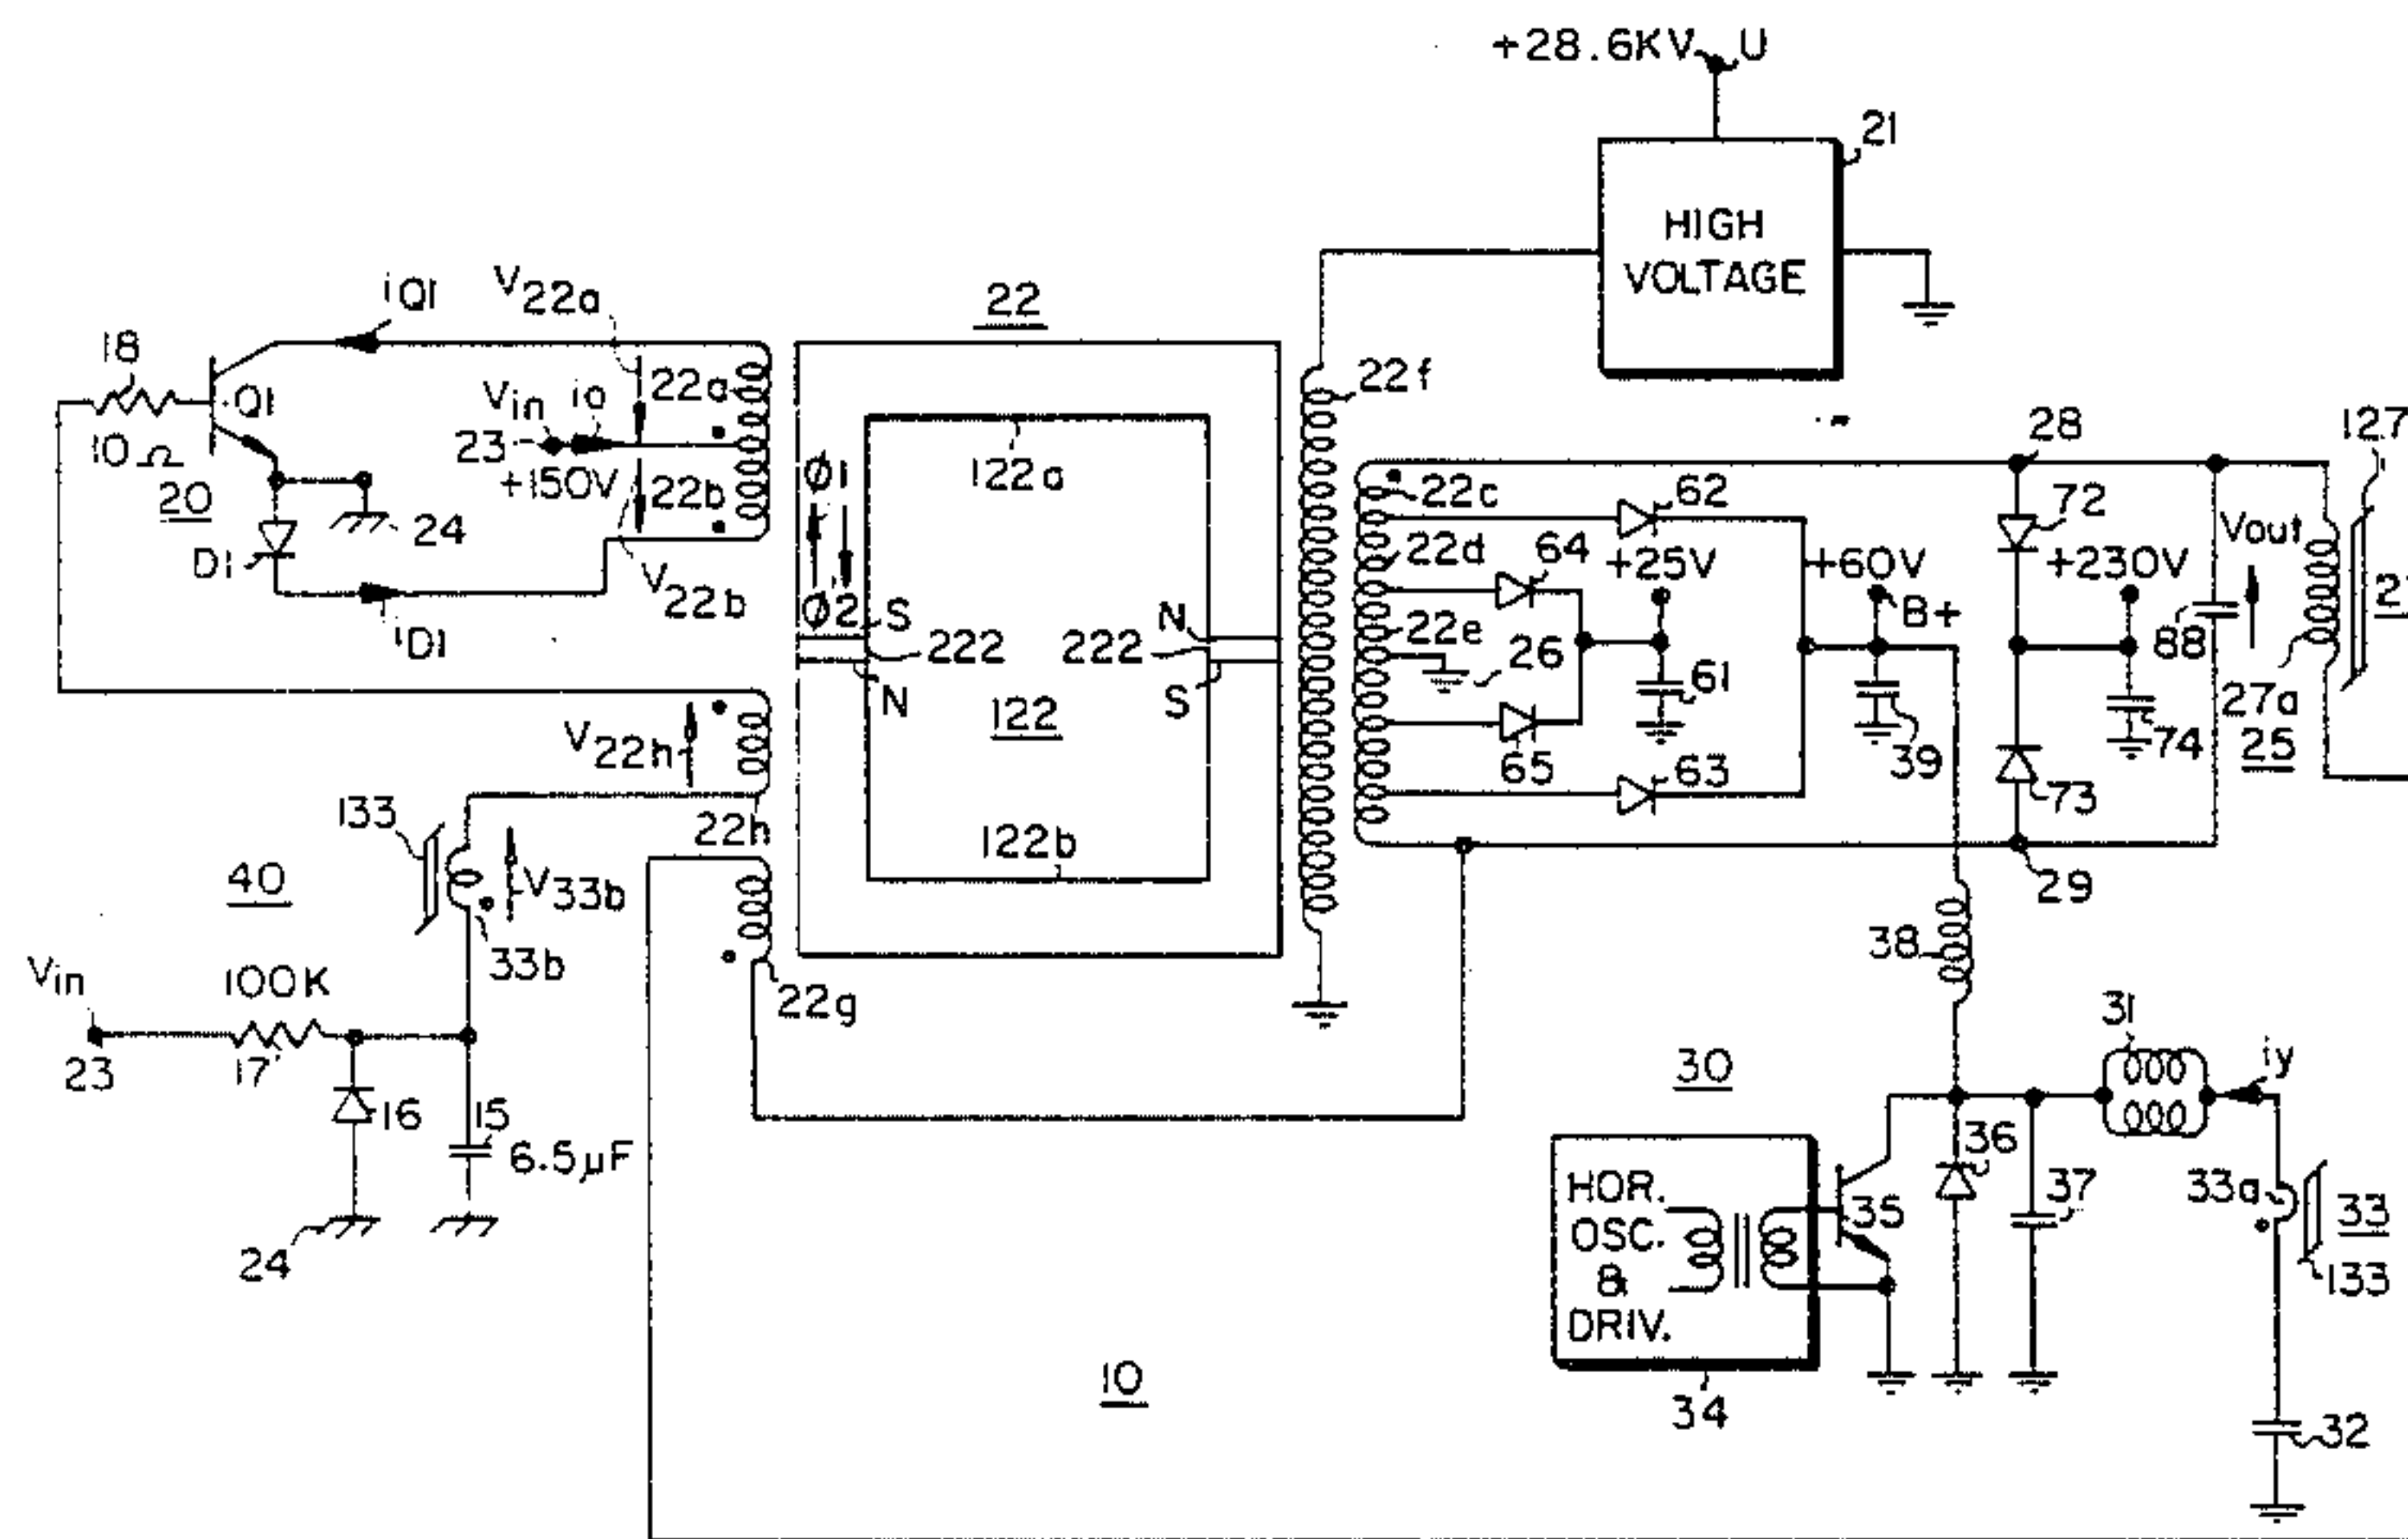 +28.6KV U
21
HIGH
VOLTAGE
iQ1
V22a
22
18
Q1
10Ω
20
Vin
io
23
+150V
22a
22b
V22b
24
D1
iD1
Ø1
Ø2
122a
S
N
222
222
N
S
122
122b
22f
22c
22d
22e
62
64
+25V
26
61
65
63
+60V
B+
39
28
72
+230V
74
73
29
88
Vout
127
27a
25
V22h
22h
133
40
V33b
33b
22g
Vin
23
100K
17
16
15
6.5µF
24
38
31
iy
30
36
37
33a
33
133
HOR.
OSC.
&
DRIV.
35
34
32
10